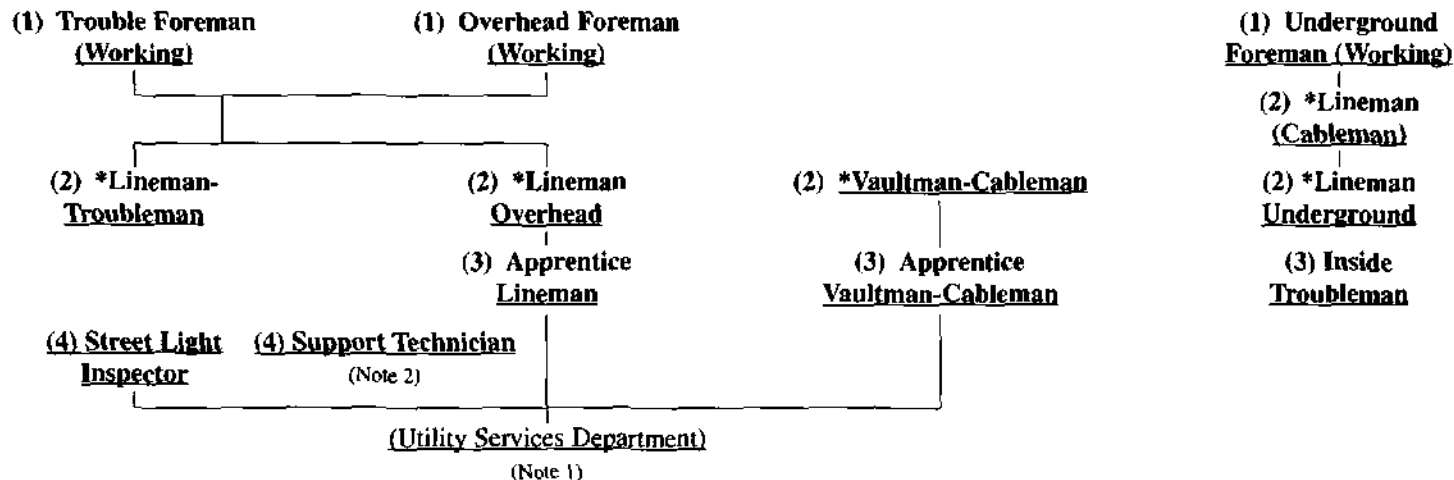 (1) Trouble Foreman
(Working)
(1) Overhead Foreman
(Working)
(1) Underground
Foreman (Working)
(2) *Lineman
(Cableman)
(2) *Lineman-
Troubleman
(2) *Lineman
Overhead
(2) *Vaultman-Cableman
(2) *Lineman
Underground
(3) Apprentice
Lineman
(3) Apprentice
Vaultman-Cableman
(3) Inside
Troubleman
(4) Street Light
Inspector
(4) Support Technician
(Note 2)
(Utility Services Department)
(Note 1)